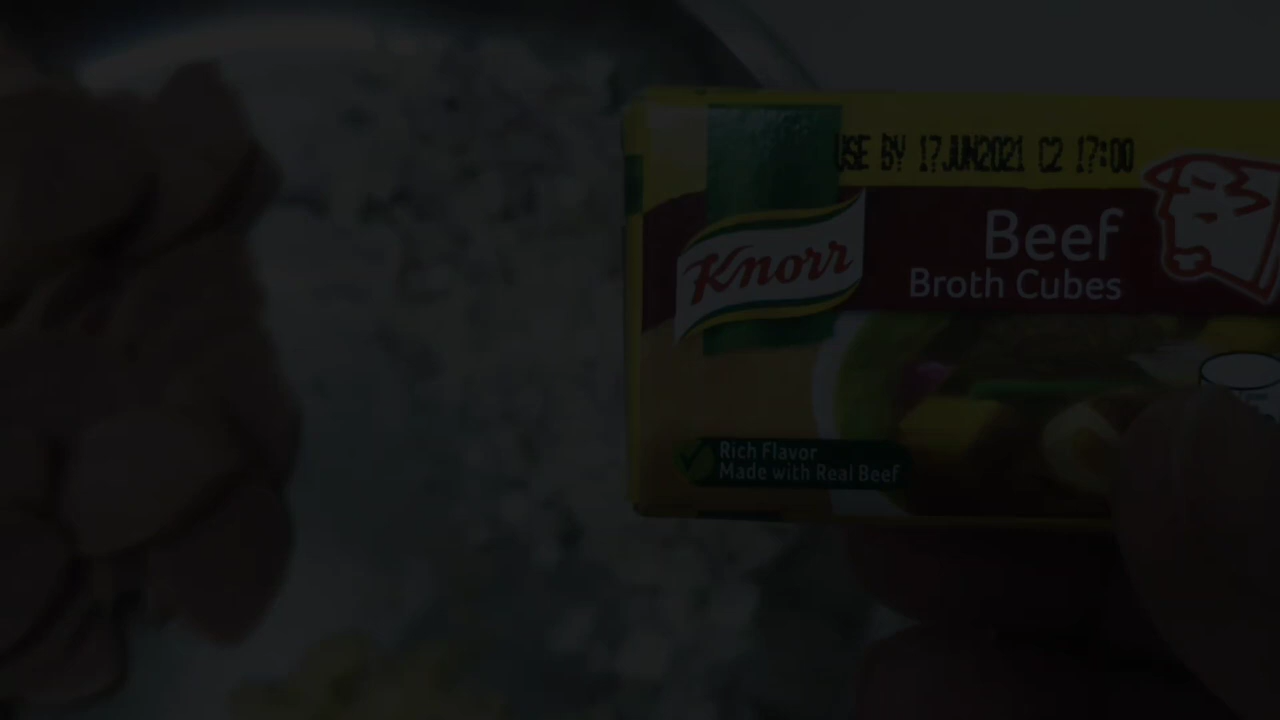 USE BY 17JUN2021 C2 17:00
Knorr
Beef
Broth Cubes
Rich Flavor
Made with Real Beef